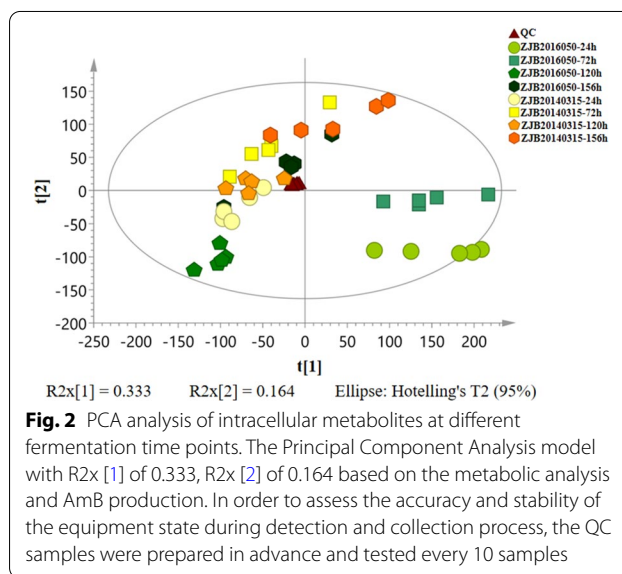 QC
ZJB2016050-24h
ZJB2016050-72h
ZJB2016050-120h
ZJB2016050-156h
ZJB20140315-24h
ZJB20140315-72h
ZJB20140315-120h
ZJB20140315-156h
150
100
50
0
-50
-100
-150
-200
t[2]
-250 -200 -150 -100 -50 0 50 100 150 200
t[1]
R2x[1] = 0.333 R2x[2] = 0.164 Ellipse: Hotelling's T2 (95%)
Fig. 2 PCA analysis of intracellular metabolites at different
fermentation time points. The Principal Component Analysis model
with R2x [1] of 0.333, R2x [2] of 0.164 based on the metabolic analysis
and AmB production. In order to assess the accuracy and stability of
the equipment state during detection and collection process, the QC
samples were prepared in advance and tested every 10 samples